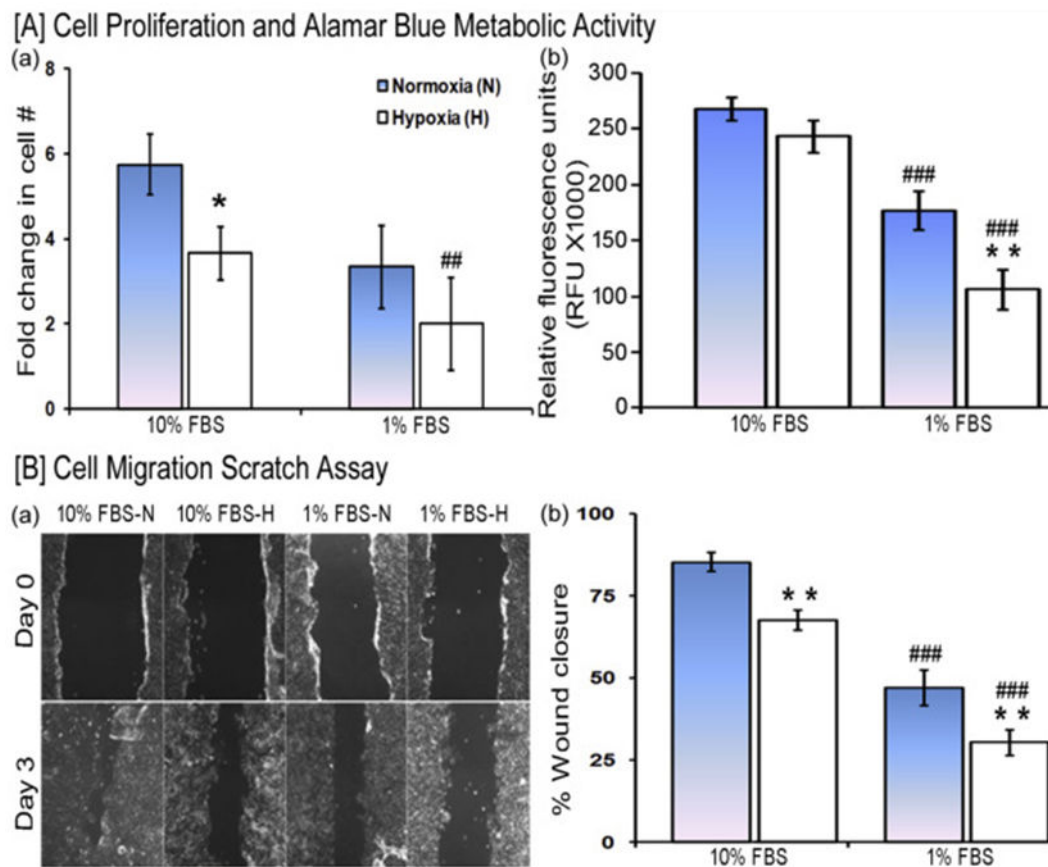 [A] Cell Proliferation and Alamar Blue Metabolic Activity
(a)
Fold change in cell #
8
6
4
2
0
Normoxia (N)
Hypoxia (H)
*
##
10% FBS
1% FBS
(b)
Relative fluorescence units
(RFU X1000)
300
250
200
150
100
50
0
###
###
* *
10% FBS
1% FBS
[B] Cell Migration Scratch Assay
(a)
10% FBS-N 10% FBS-H 1% FBS-N 1% FBS-H
Day 0
Day 3
(b)
% Wound closure
100
75
50
25
0
* *
###
###
* *
10% FBS
1% FBS